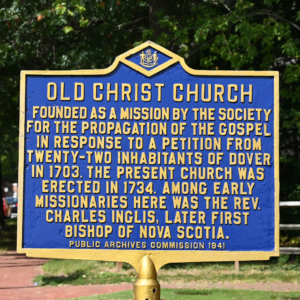 OLD CHRIST CHURCH
FOUNDED AS A MISSION BY THE SOCIETY
FOR THE PROPAGATION OF THE GOSPEL
IN RESPONSE TO A PETITION FROM
TWENTY-TWO INHABITANTS OF DOVER
IN 1703. THE PRESENT CHURCH WAS
ERECTED IN 1734. AMONG EARLY
MISSIONARIES HERE WAS THE REV.
CHARLES INGLIS, LATER FIRST
BISHOP OF NOVA SCOTIA.
PUBLIC ARCHIVES COMMISSION 1941